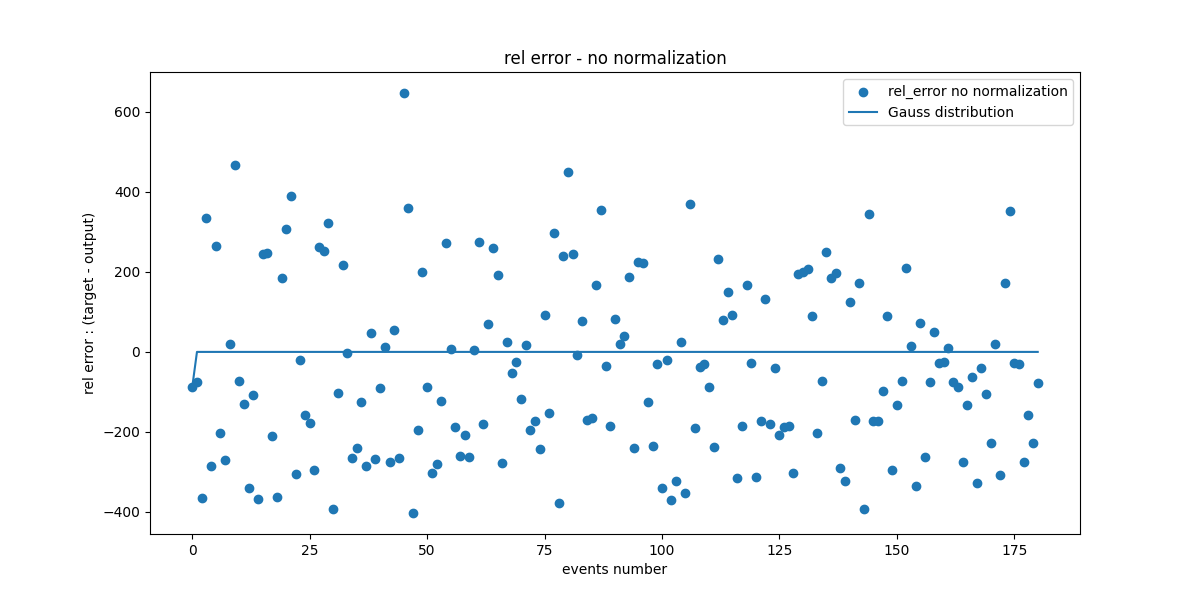 rel error - no normalization
rel_error no normalization
Gauss distribution
rel error : (target - output)
600
400
200
0
−200
−400
0
25
50
75
100
125
150
175
events number